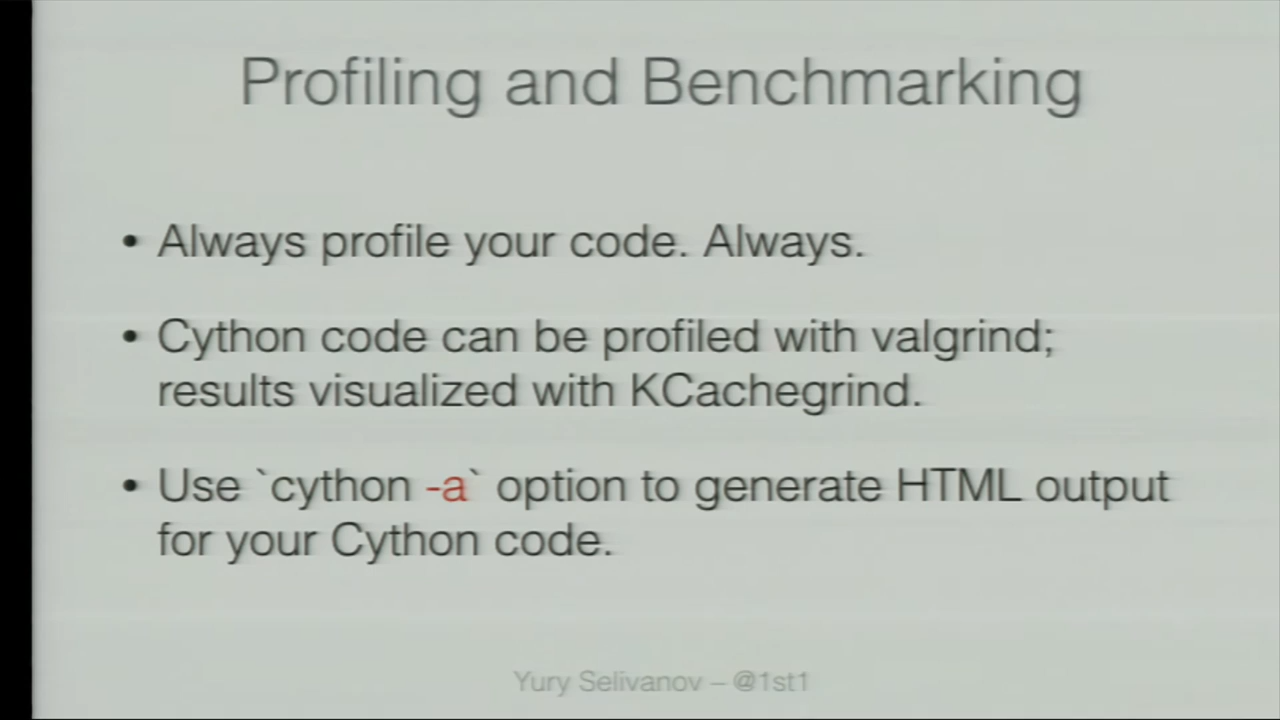 Profiling and Benchmarking
• Always profile your code. Always.
• Cython code can be profiled with valgrind;
results visualized with KCachegrind.
• Use `cython -a` option to generate HTML output
for your Cython code.
Yury Selivanov – @1st1